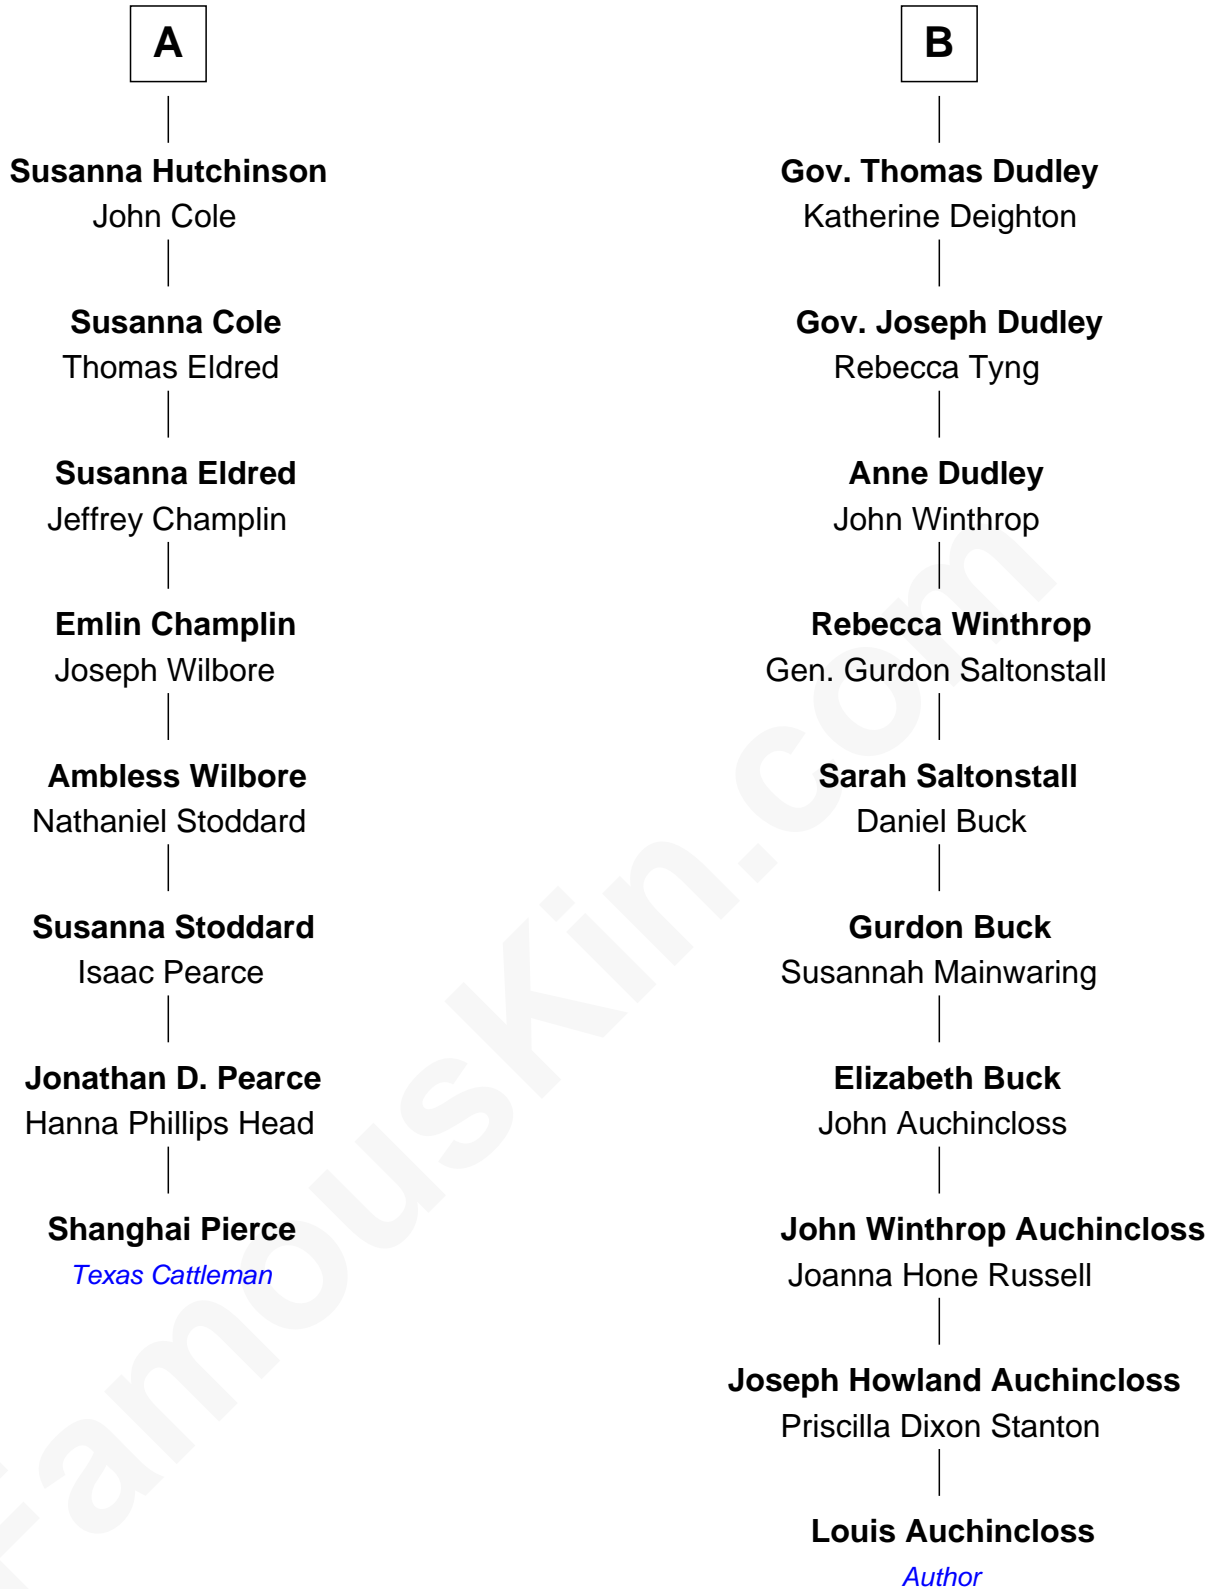 A
Susanna Hutchinson
John Cole
Susanna Cole
Thomas Eldred
Susanna Eldred
Jeffrey Champlin
Emlin Champlin
Joseph Wilbore
Ambless Wilbore
Nathaniel Stoddard
Susanna Stoddard
Isaac Pearce
Jonathan D. Pearce
Hanna Phillips Head
Shanghai Pierce
Texas Cattleman
B
Gov. Thomas Dudley
Katherine Deighton
Gov. Joseph Dudley
Rebecca Tyng
Anne Dudley
John Winthrop
Rebecca Winthrop
Gen. Gurdon Saltonstall
Sarah Saltonstall
Daniel Buck
Gurdon Buck
Susannah Mainwaring
Elizabeth Buck
John Auchincloss
John Winthrop Auchincloss
Joanna Hone Russell
Joseph Howland Auchincloss
Priscilla Dixon Stanton
Louis Auchincloss
Author
FamousKin.com